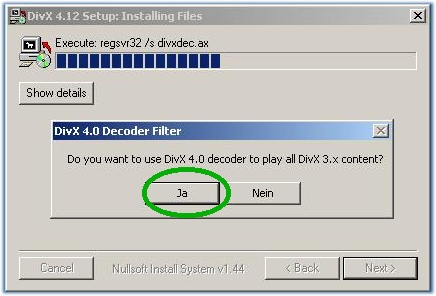 DivX 4.12 Setup: Installing Files
Execute: regsvr32 /s divxdec.ax
Show details
DivX 4.0 Decoder Filter
Do you want to use DivX 4.0 decoder to play all DivX 3.x content?
Ja
Nein
Cancel
Nullsoft Install System v1.44
< Back
Next >